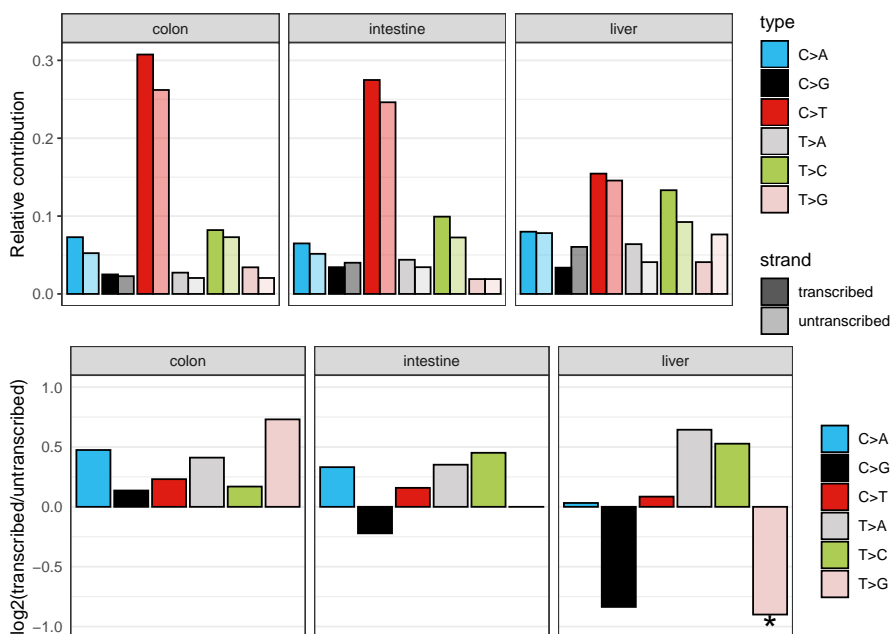 colon
intestine
liver
Relative contribution
0.3
0.2
0.1
0.0
type
C>A
C>G
C>T
T>A
T>C
T>G
strand
transcribed
untranscribed
colon
intestine
liver
log2(transcribed/untranscribed)
1.0
0.5
0.0
−0.5
−1.0
*
C>A
C>G
C>T
T>A
T>C
T>G